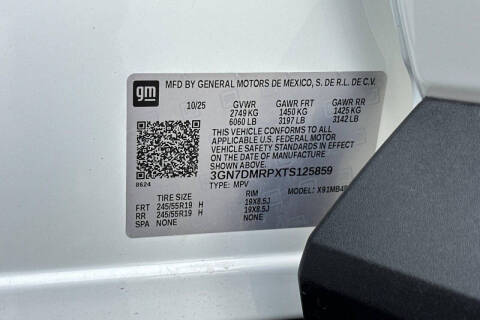 gm
MFD BY GENERAL MOTORS DE MEXICO, S. DE R.L. DE C.V.
10/25 GVWR GAWR FRT GAWR RR
2749 KG 1450 KG 1425 KG
6060 LB 3197 LB 3142 LB
THIS VEHICLE CONFORMS TO ALL
APPLICABLE U.S. FEDERAL MOTOR
VEHICLE SAFETY STANDARDS IN
EFFECT ON THE DATE OF MANUFACTURE
SHOWN ABOVE.
3GN7DMRPXTS125859
8624 TYPE: MPV MODEL: X91MB4
TIRE SIZE RIM
FRT 245/55R19 H 19X8.5J
RR 245/55R19 H 19X8.5J
SPA NONE NONE